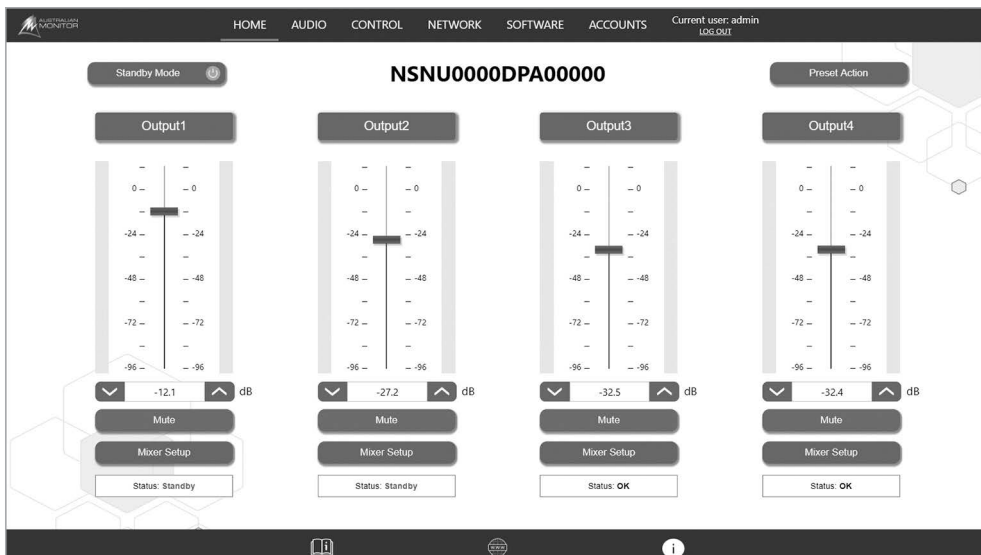 AUSTRALIAN
MONITOR
HOME AUDIO CONTROL NETWORK SOFTWARE ACCOUNTS Current user: admin
LOG OUT
Standby Mode NSNU0000DPA00000 Preset Action
Output1 Output2 Output3 Output4
0 – – 0 0 – – 0 0 – – 0 0 – – 0
-24 – – -24 -24 – – -24 -24 – – -24 -24 – – -24
-48 – – -48 -48 – – -48 -48 – – -48 -48 – – -48
-72 – – -72 -72 – – -72 -72 – – -72 -72 – – -72
-96 – – -96 -96 – – -96 -96 – – -96 -96 – – -96
-12.1 dB -27.2 dB -32.5 dB -32.4 dB
Mute Mute Mute Mute
Mixer Setup Mixer Setup Mixer Setup Mixer Setup
Status: Standby Status: Standby Status: OK Status: OK
i www i